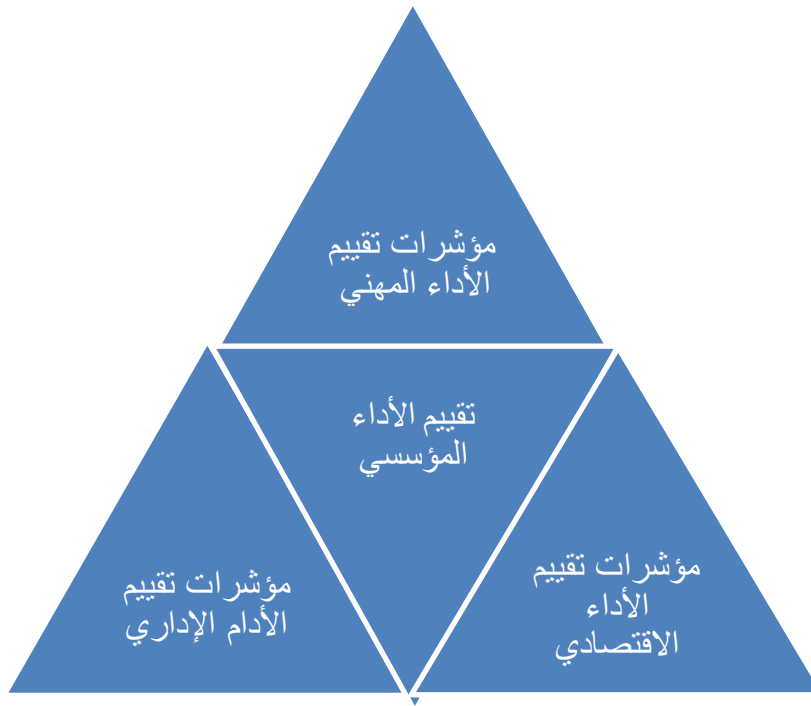 مؤشرات تقييم
الأداء المهني
تقييم الأداء
المؤسسي
مؤشرات تقييم
الأداء
الاقتصادي
مؤشرات تقييم
الأدام الإداري